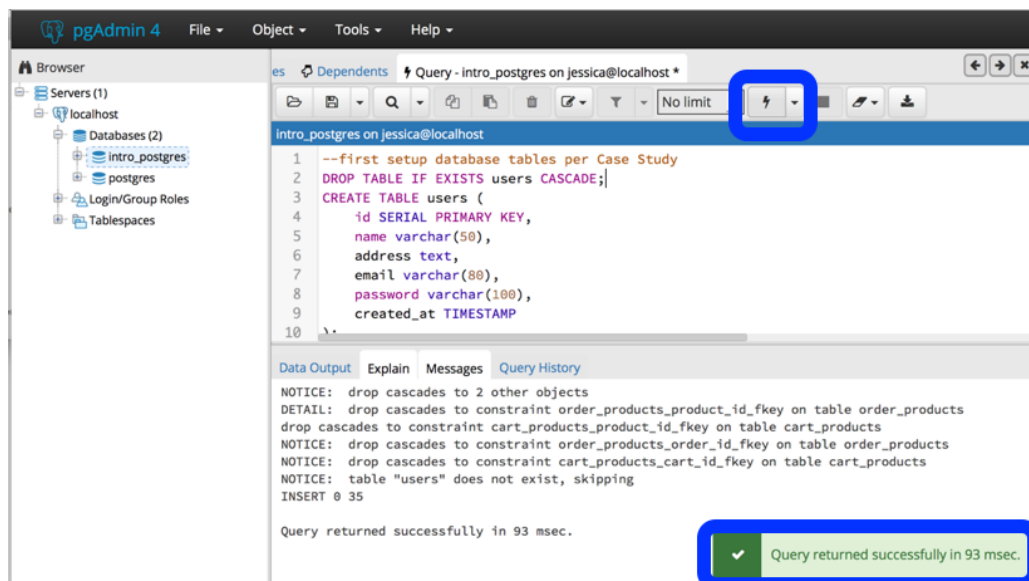 pgAdmin 4 File Object Tools Help
Browser
Servers (1)
localhost
Databases (2)
intro_postgres
postgres
Login/Group Roles
Tablespaces
es Dependents Query - intro_postgres on jessica@localhost *
No limit
intro_postgres on jessica@localhost
1 --first setup database tables per Case Study
2 DROP TABLE IF EXISTS users CASCADE;
3 CREATE TABLE users (
4 id SERIAL PRIMARY KEY,
5 name varchar(50),
6 address text,
7 email varchar(80),
8 password varchar(100),
9 created_at TIMESTAMP
10 );
Data Output Explain Messages Query History
NOTICE: drop cascades to 2 other objects
DETAIL: drop cascades to constraint order_products_product_id_fkey on table order_products
drop cascades to constraint cart_products_product_id_fkey on table cart_products
NOTICE: drop cascades to constraint order_products_order_id_fkey on table order_products
NOTICE: drop cascades to constraint cart_products_cart_id_fkey on table cart_products
NOTICE: table "users" does not exist, skipping
INSERT 0 35
Query returned successfully in 93 msec.
Query returned successfully in 93 msec.